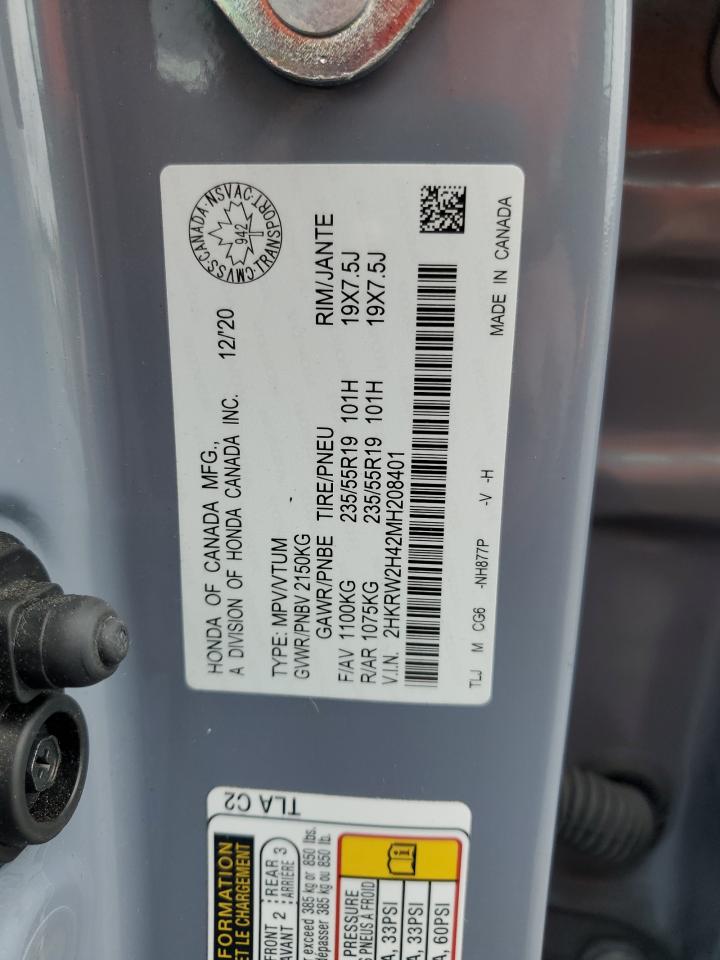 HONDA OF CANADA MFG.,
A DIVISION OF HONDA CANADA INC. 12/'20
CMVSS·CANADA·NSVAC·TRANSPORT
942
TYPE: MPV/VTUM
GVWR/PNBV 2150KG
GAWR/PNBE TIRE/PNEU RIM/JANTE
F/AV 1100KG 235/55R19 101H 19X7.5J
R/AR 1075KG 235/55R19 101H 19X7.5J
V.I.N. 2HKRW2H42MH208401
TLJ M CG6 -NH877P -V -H MADE IN CANADA
TLA C2
FORMATION
ET LE CHARGEMENT
FRONT 2 REAR 3
AVANT 2 ARRIÈRE 3
exceed 385 kg or 850 lbs.
dépasser 385 kg ou 850 lb.
PRESSURE
PNEUS À FROID
33PSI
33PSI
60PSI